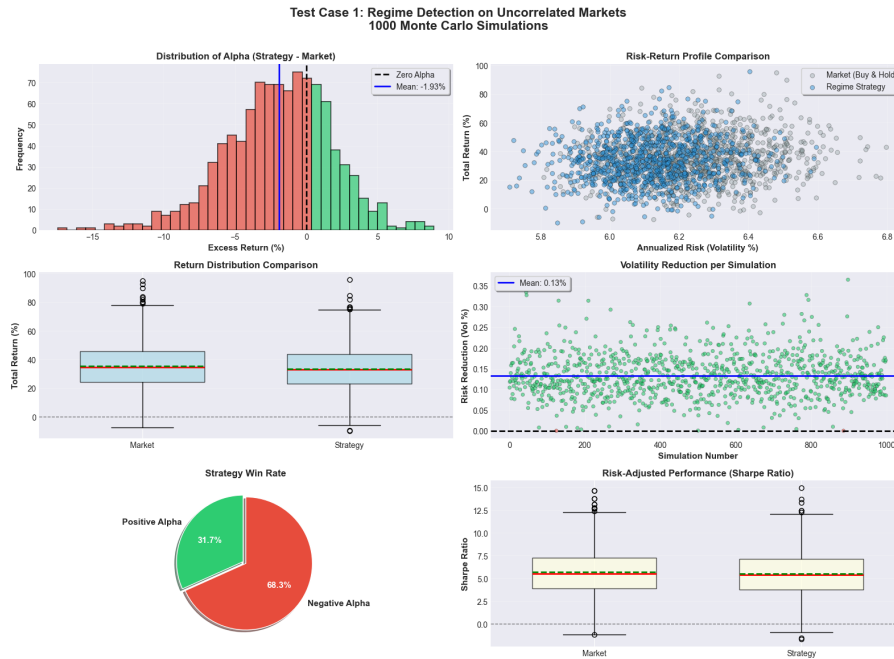 Test Case 1: Regime Detection on Uncorrelated Markets
1000 Monte Carlo Simulations
Distribution of Alpha (Strategy - Market)
Frequency
70
60
50
40
30
20
10
0
−15
−10
−5
0
5
10
Excess Return (%)
Zero Alpha
Mean: -1.93%
Risk-Return Profile Comparison
Total Return (%)
100
80
60
40
20
0
5.8
6.0
6.2
6.4
6.6
6.8
Annualized Risk (Volatility %)
Market (Buy & Hold
Regime Strategy
Return Distribution Comparison
Total Return (%)
100
80
60
40
20
0
Market
Strategy
Volatility Reduction per Simulation
Risk Reduction (Vol %)
0.35
0.30
0.25
0.20
0.15
0.10
0.05
0.00
0
200
400
600
800
1000
Simulation Number
Mean: 0.13%
Strategy Win Rate
Positive Alpha
31.7%
68.3%
Negative Alpha
Risk-Adjusted Performance (Sharpe Ratio)
Sharpe Ratio
15.0
12.5
10.0
7.5
5.0
2.5
0.0
Market
Strategy